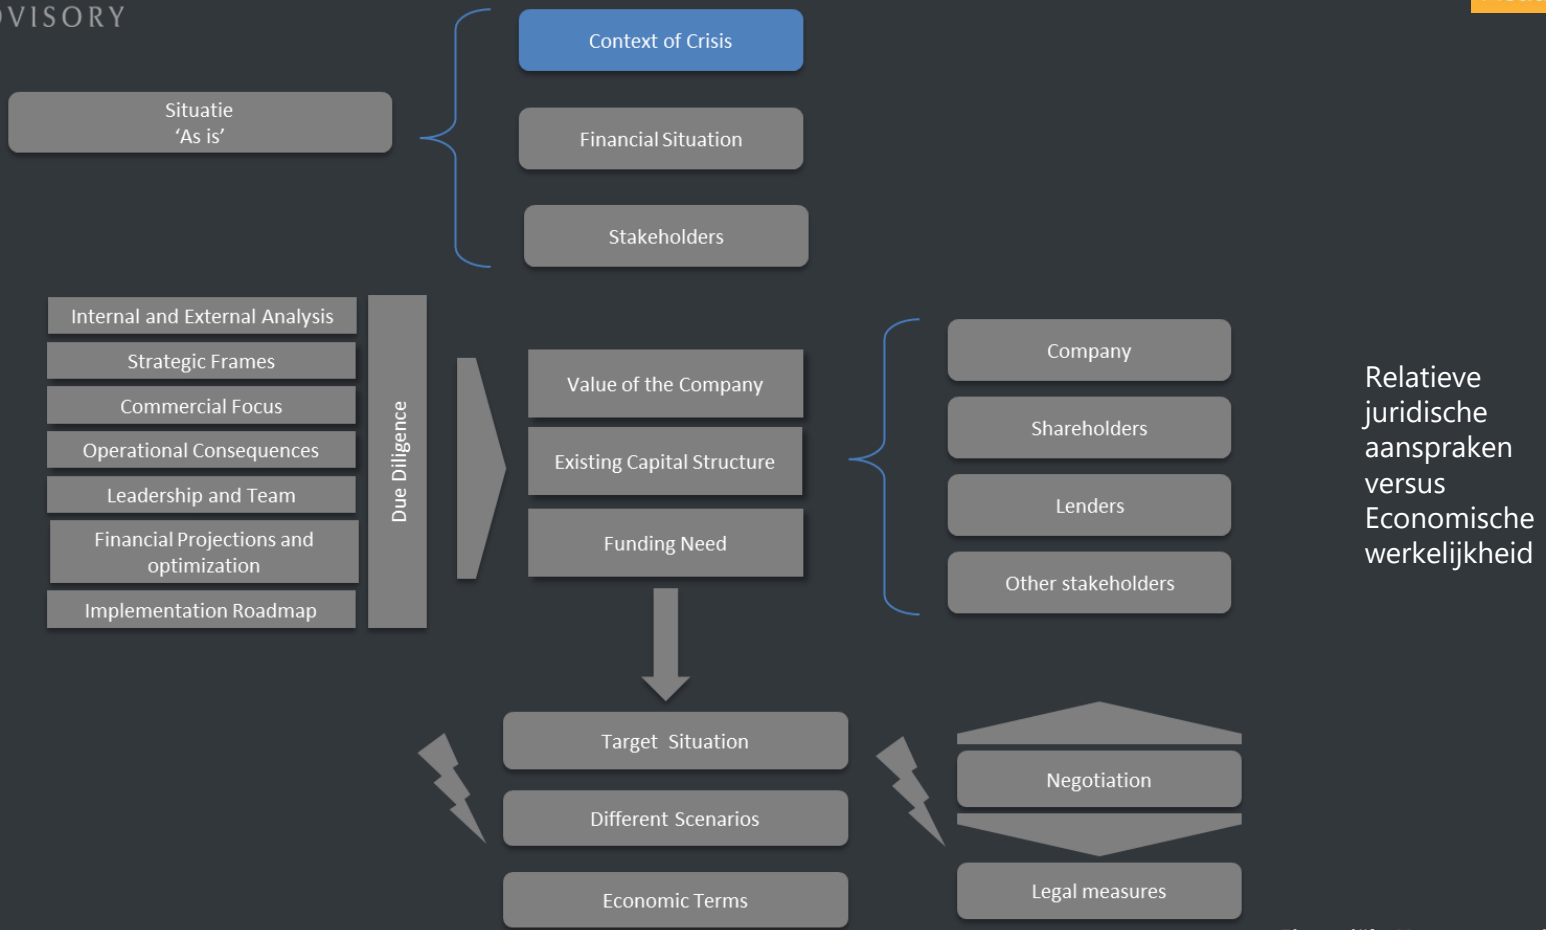 Context of Crisis
Situatie
‘As is’
Financial Situation
Stakeholders
Internal and External Analysis
Strategic Frames
Commercial Focus
Operational Consequences
Leadership and Team
Financial Projections and
optimization
Implementation Roadmap
Due Diligence
Value of the Company
Existing Capital Structure
Funding Need
Company
Shareholders
Lenders
Other stakeholders
Relatieve
juridische
aanspraken
versus
Economische
werkelijkheid
Target Situation
Different Scenarios
Economic Terms
Negotiation
Legal measures